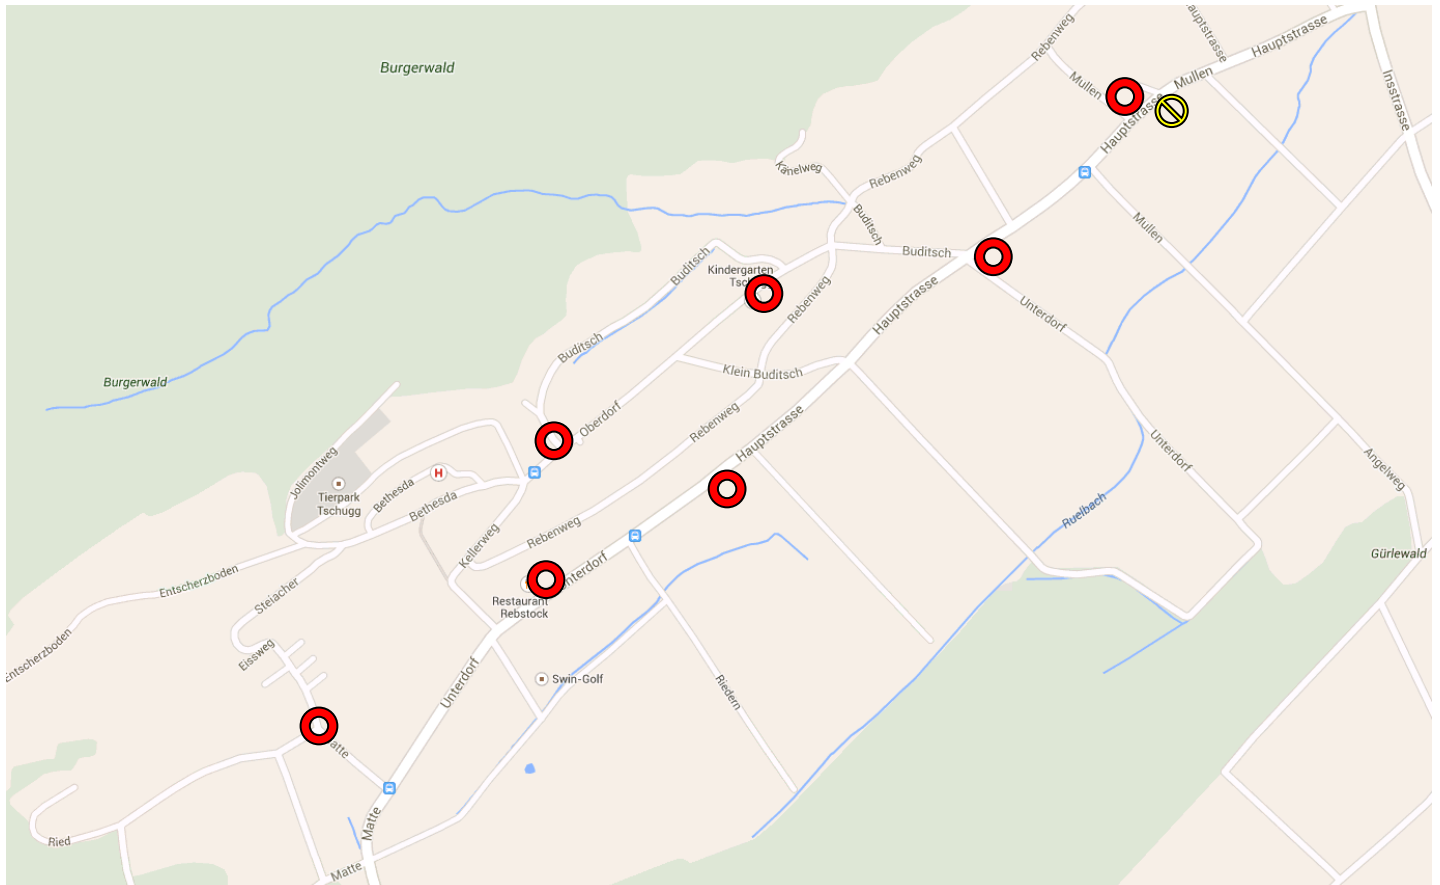 Burgerwald
Rebenweg
Hauptstrasse
Hauptstrasse
Mullen
Mullen
Insstrasse
Hauptstrasse
Känelweg
Rebenweg
Buditsch
Mullen
Buditsch
Buditsch
Kindergarten
Rebenweg
Hauptstrasse
Unterdorf
Buditsch
Klein Buditsch
Burgerwald
Oberdorf
Rebenweg
Hauptstrasse
Unterdorf
Angelweg
Jolimontweg
H
Tierpark
Tschugg
Bethesda
Bethesda
Ruelbach
Kellerweg
Rebenweg
Gürlewald
Entscherzboden
Steiacher
Unterdorf
Restaurant
Rebstock
Entscherzboden
Eissweg
Unterdorf
Swin-Golf
Riedern
Matte
Ried
Matte